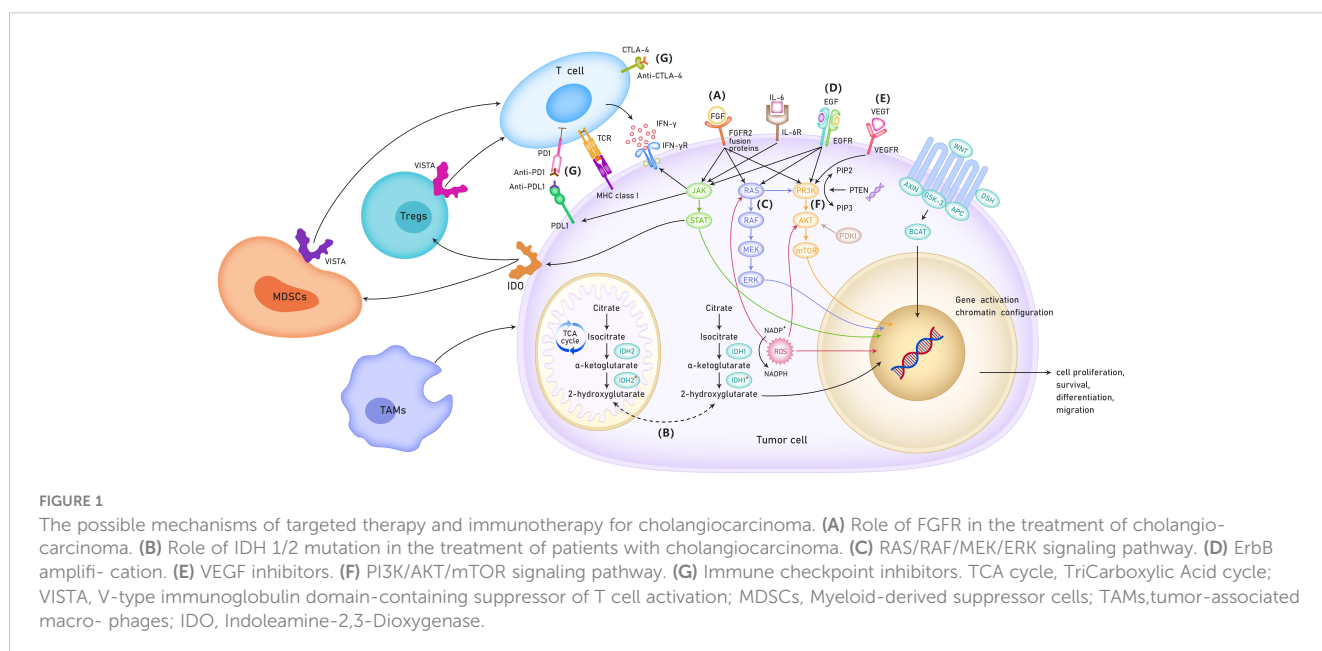 CTLA-4
(G)
Anti-CTLA-4
T cell
IFN-γ
TCR
PD1
IFN-γR
Anti-PD1
(G)
Anti-PDL1
MHC class I
PDL1
(A)
FGF
FGFR2
fusion
proteins
IL-6
IL-6R
(D)
EGF
EGFR
(E)
VEGT
VEGFR
WNT
AXIN
GSK-3
APC
DSH
BCAT
VISTA
Tregs
VISTA
MDSCs
IDO
TAMs
JAK
STAT
RAS
(C)
RAF
MEK
ERK
PR3K
(F)
AKT
mTOR
PDKI
PIP2
PTEN
PIP3
TCA
cycle
Citrate
Isocitrate
IDH2
α-ketoglutarate
IDH2*
2-hydroxyglutarate
(B)
Citrate
Isocitrate
IDH1
α-ketoglutarate
IDH1*
2-hydroxyglutarate
NADP+
ROS
NADPH
Gene activation
chromatin configuration
cell proliferation,
survival,
differentiation,
migration
Tumor cell
FIGURE 1
The possible mechanisms of targeted therapy and immunotherapy for cholangiocarcinoma. (A) Role of FGFR in the treatment of cholangio-
carcinoma. (B) Role of IDH 1/2 mutation in the treatment of patients with cholangiocarcinoma. (C) RAS/RAF/MEK/ERK signaling pathway. (D) ErbB
amplifi- cation. (E) VEGF inhibitors. (F) PI3K/AKT/mTOR signaling pathway. (G) Immune checkpoint inhibitors. TCA cycle, TriCarboxylic Acid cycle;
VISTA, V-type immunoglobulin domain-containing suppressor of T cell activation; MDSCs, Myeloid-derived suppressor cells; TAMs,tumor-associated
macro- phages; IDO, Indoleamine-2,3-Dioxygenase.